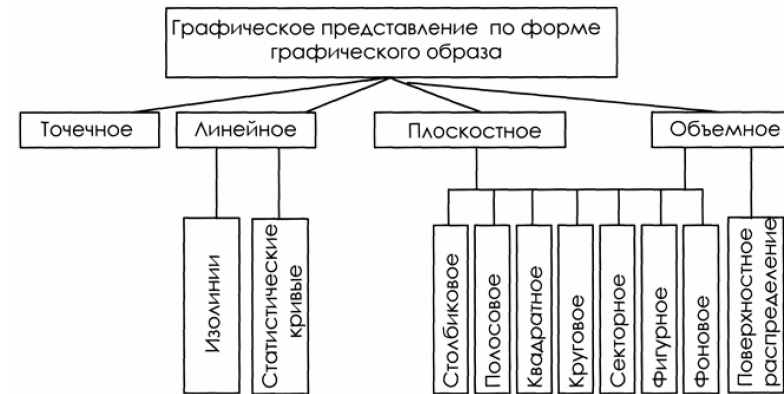 Графическое представление по форме
графического образа
Точечное
Линейное
Плоскостное
Объемное
Изолинии
Статистические
кривые
Столбиковое
Полосовое
Квадратное
Круговое
Секторное
Фигурное
Фоновое
Поверхностное
распределение